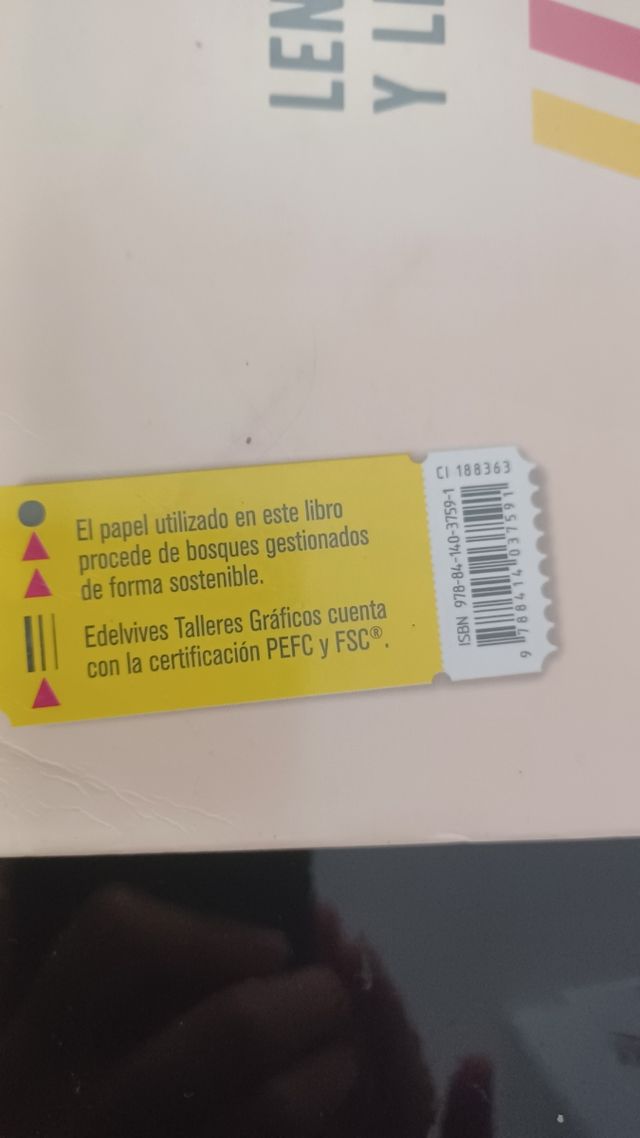 LEN
Y LI
El papel utilizado en este libro
procede de bosques gestionados
de forma sostenible.
Edelvives Talleres Gráficos cuenta
con la certificación PEFC y FSC®.
CI 188363
ISBN 978-84-140-3759-1
9 788414 037591